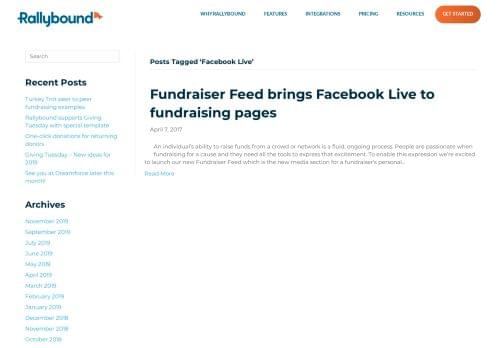 Rallybound
WHY RALLYBOUND
FEATURES
INTEGRATIONS
PRICING
RESOURCES
GET STARTED
Search
Recent Posts
Turkey Trot peer to peer
fundraising examples
Rallybound supports Giving
Tuesday with special template
One-click donations for returning
donors
Giving Tuesday – New ideas for
2019
See you at Dreamforce later this
month!
Archives
November 2019
September 2019
July 2019
June 2019
May 2019
April 2019
March 2019
February 2019
January 2019
December 2018
November 2018
October 2018
Posts Tagged ‘Facebook Live’
Fundraiser Feed brings Facebook Live to
fundraising pages
April 7, 2017
An individual's ability to raise funds from a crowd or network is a fluid, ongoing process. People are passionate when
fundraising for a cause and they need all the tools to express that excitement. To enable this expression we're excited
to launch our new Fundraiser Feed which is the new media section for a fundraiser's personal...
Read More